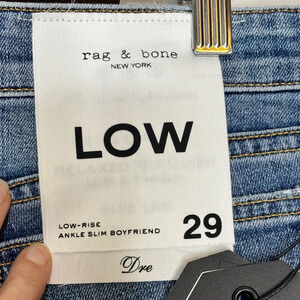 rag & bone
NEW YORK
LOW
LOW-RISE
ANKLE SLIM BOYFRIEND
29
Dre